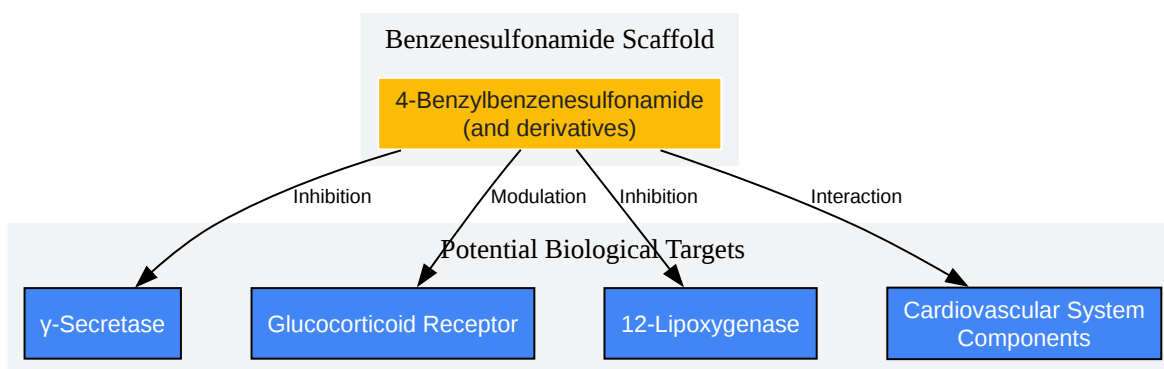 Benzenesulfonamide Scaffold
4-Benzylbenzenesulfonamide
(and derivatives)
Inhibition
Modulation
Inhibition
Interaction
Potential Biological Targets
γ-Secretase
Glucocorticoid Receptor
12-Lipoxygenase
Cardiovascular System
Components